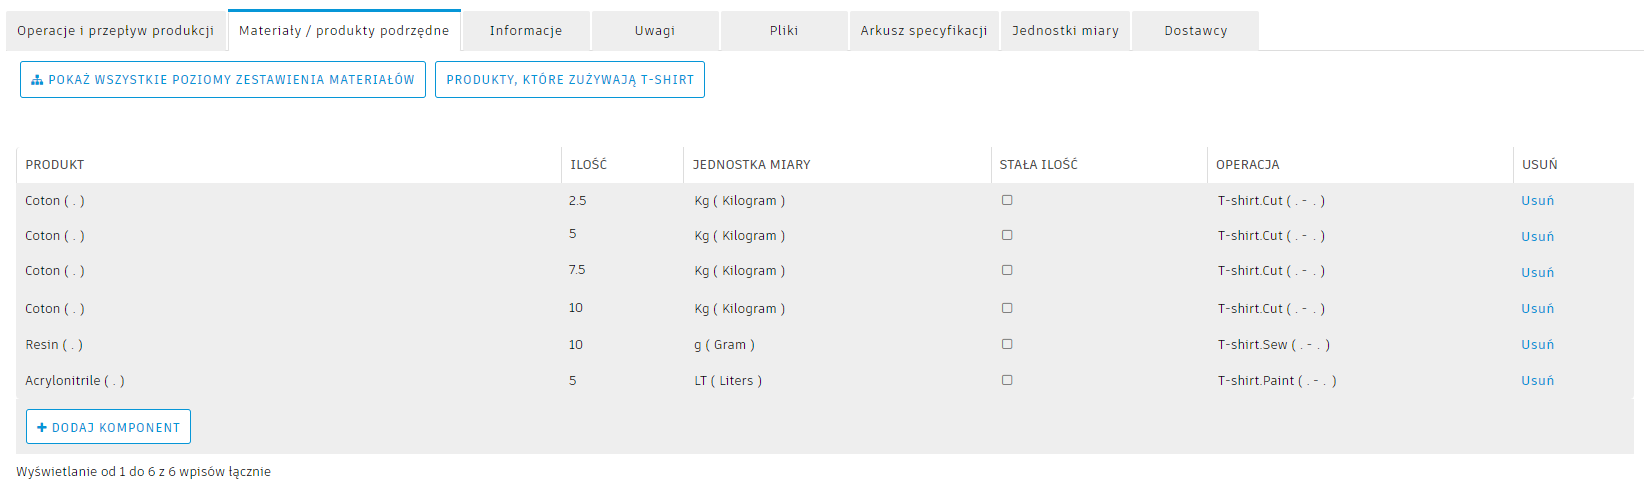 Operacje i przepływ produkcji Materiały / produkty podrzędne Informacje Uwagi Pliki Arkusz specyfikacji Jednostki miary Dostawcy
POKAŻ WSZYSTKIE POZIOMY ZESTAWIENIA MATERIAŁÓW PRODUKTY, KTÓRE ZUŻYWAJĄ T-SHIRT
PRODUKT ILOŚĆ JEDNOSTKA MIARY STAŁA ILOŚĆ OPERACJA USUŃ
Coton ( . ) 2.5 Kg ( Kilogram ) T-shirt.Cut ( . - . ) Usuń
Coton ( . ) 5 Kg ( Kilogram ) T-shirt.Cut ( . - . ) Usuń
Coton ( . ) 7.5 Kg ( Kilogram ) T-shirt.Cut ( . - . ) Usuń
Coton ( . ) 10 Kg ( Kilogram ) T-shirt.Cut ( . - . ) Usuń
Resin ( . ) 10 g ( Gram ) T-shirt.Sew ( . - . ) Usuń
Acrylonitrile ( . ) 5 LT ( Liters ) T-shirt.Paint ( . - . ) Usuń
+ DODAJ KOMPONENT
Wyświetlanie od 1 do 6 z 6 wpisów łącznie